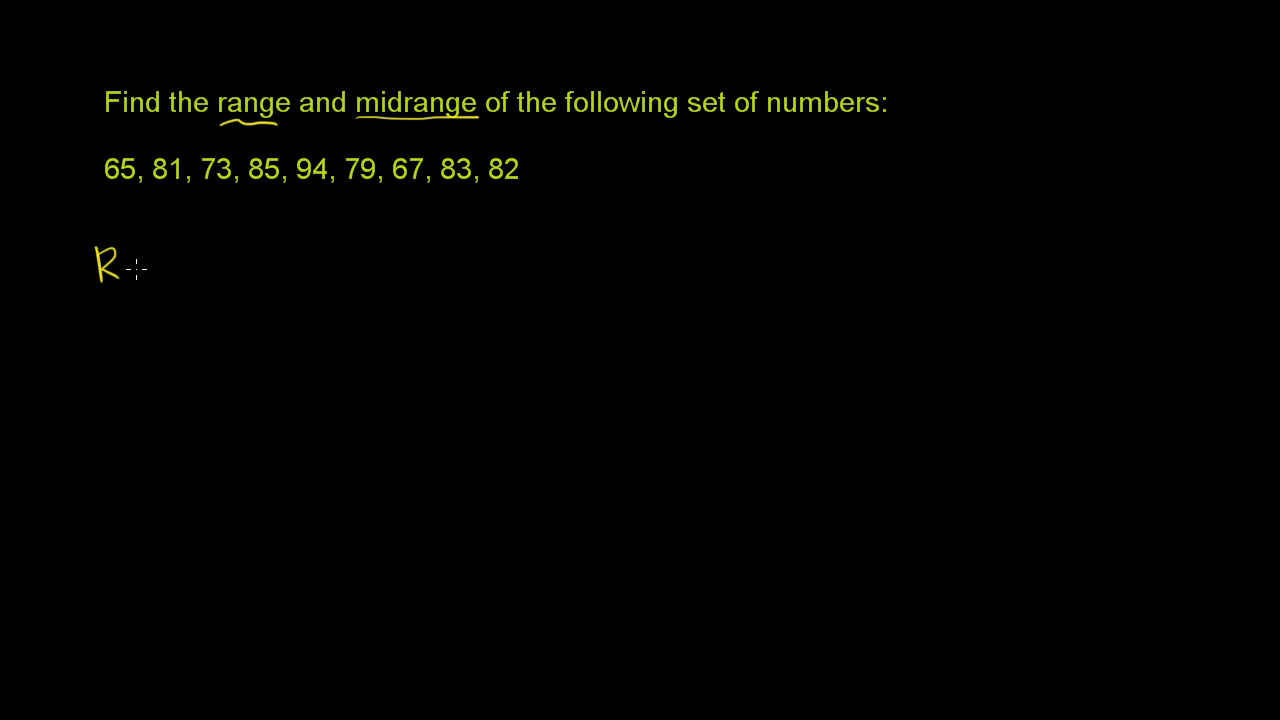 Find the range and midrange of the following set of numbers:
65, 81, 73, 85, 94, 79, 67, 83, 82
R